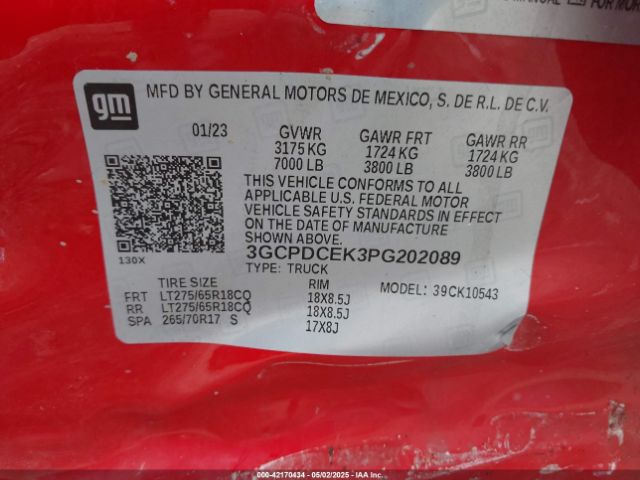 MANUAL FOR MORE
gm
MFD BY GENERAL MOTORS DE MEXICO, S. DE R.L. DE C.V.
01/23 GVWR GAWR FRT GAWR RR
3175 KG 1724 KG 1724 KG
7000 LB 3800 LB 3800 LB
THIS VEHICLE CONFORMS TO ALL
APPLICABLE U.S. FEDERAL MOTOR
VEHICLE SAFETY STANDARDS IN EFFECT
ON THE DATE OF MANUFACTURE
SHOWN ABOVE.
130X
3GCPDCEK3PG202089
TYPE: TRUCK
TIRE SIZE RIM MODEL: 39CK10543
FRT LT275/65R18CQ 18X8.5J
RR LT275/65R18CQ 18X8.5J
SPA 265/70R17 S 17X8J
000-42170434 - 05/02/2025 - IAAI.com